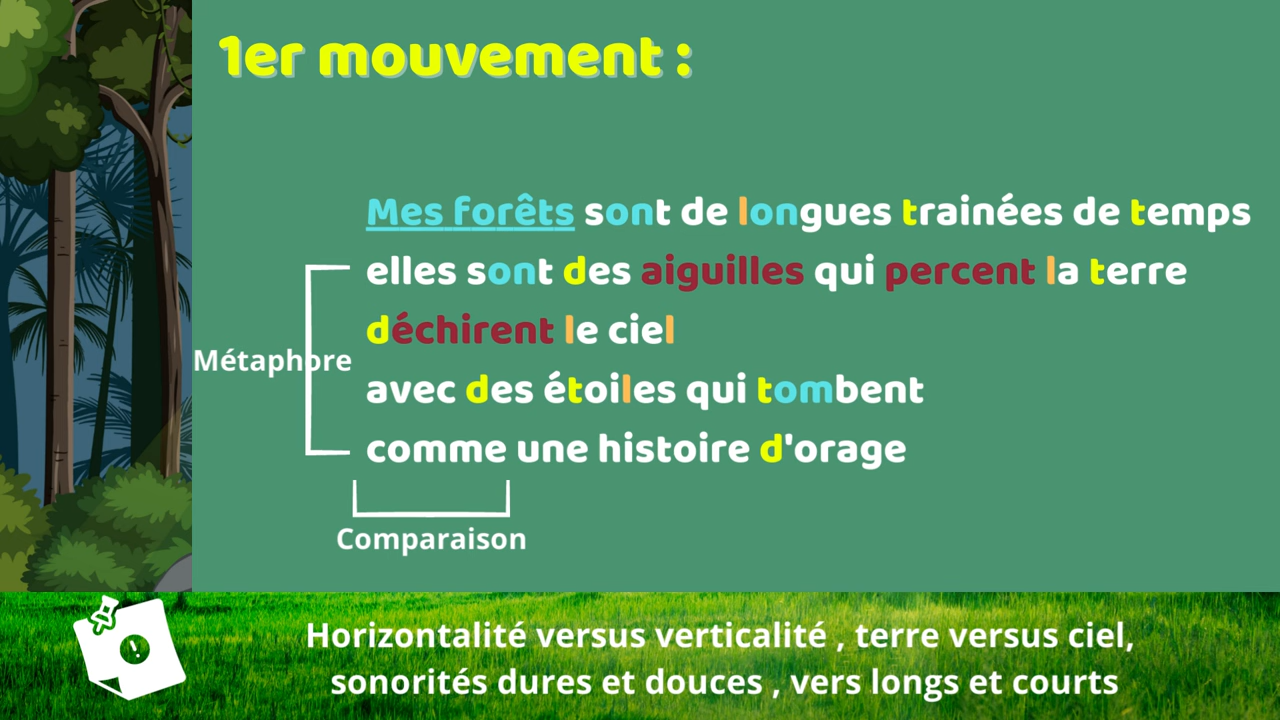 1er mouvement :
Mes forêts sont de longues trainées de temps
elles sont des aiguilles qui percent la terre
déchirent le ciel
Métaphore
avec des étoiles qui tombent
comme une histoire d'orage
Comparaison
Horizontalité versus verticalité , terre versus ciel,
sonorités dures et douces , vers longs et courts